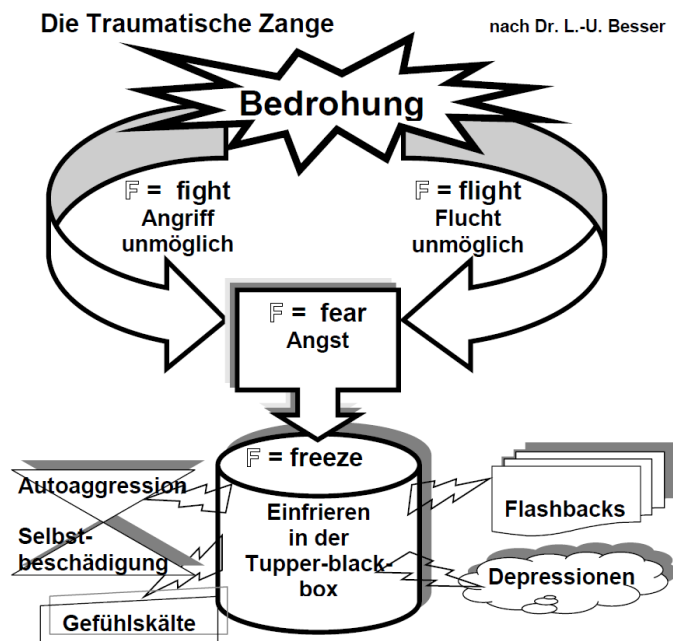 Die Traumatische Zange
nach Dr. L.-U. Besser
Bedrohung
F = fight
Angriff
unmöglich
F = flight
Flucht
unmöglich
F = fear
Angst
F = freeze
Einfrieren
in der
Tupper-black-
box
Autoaggression
Selbst-
beschädigung
Gefühlskälte
Flashbacks
Depressionen